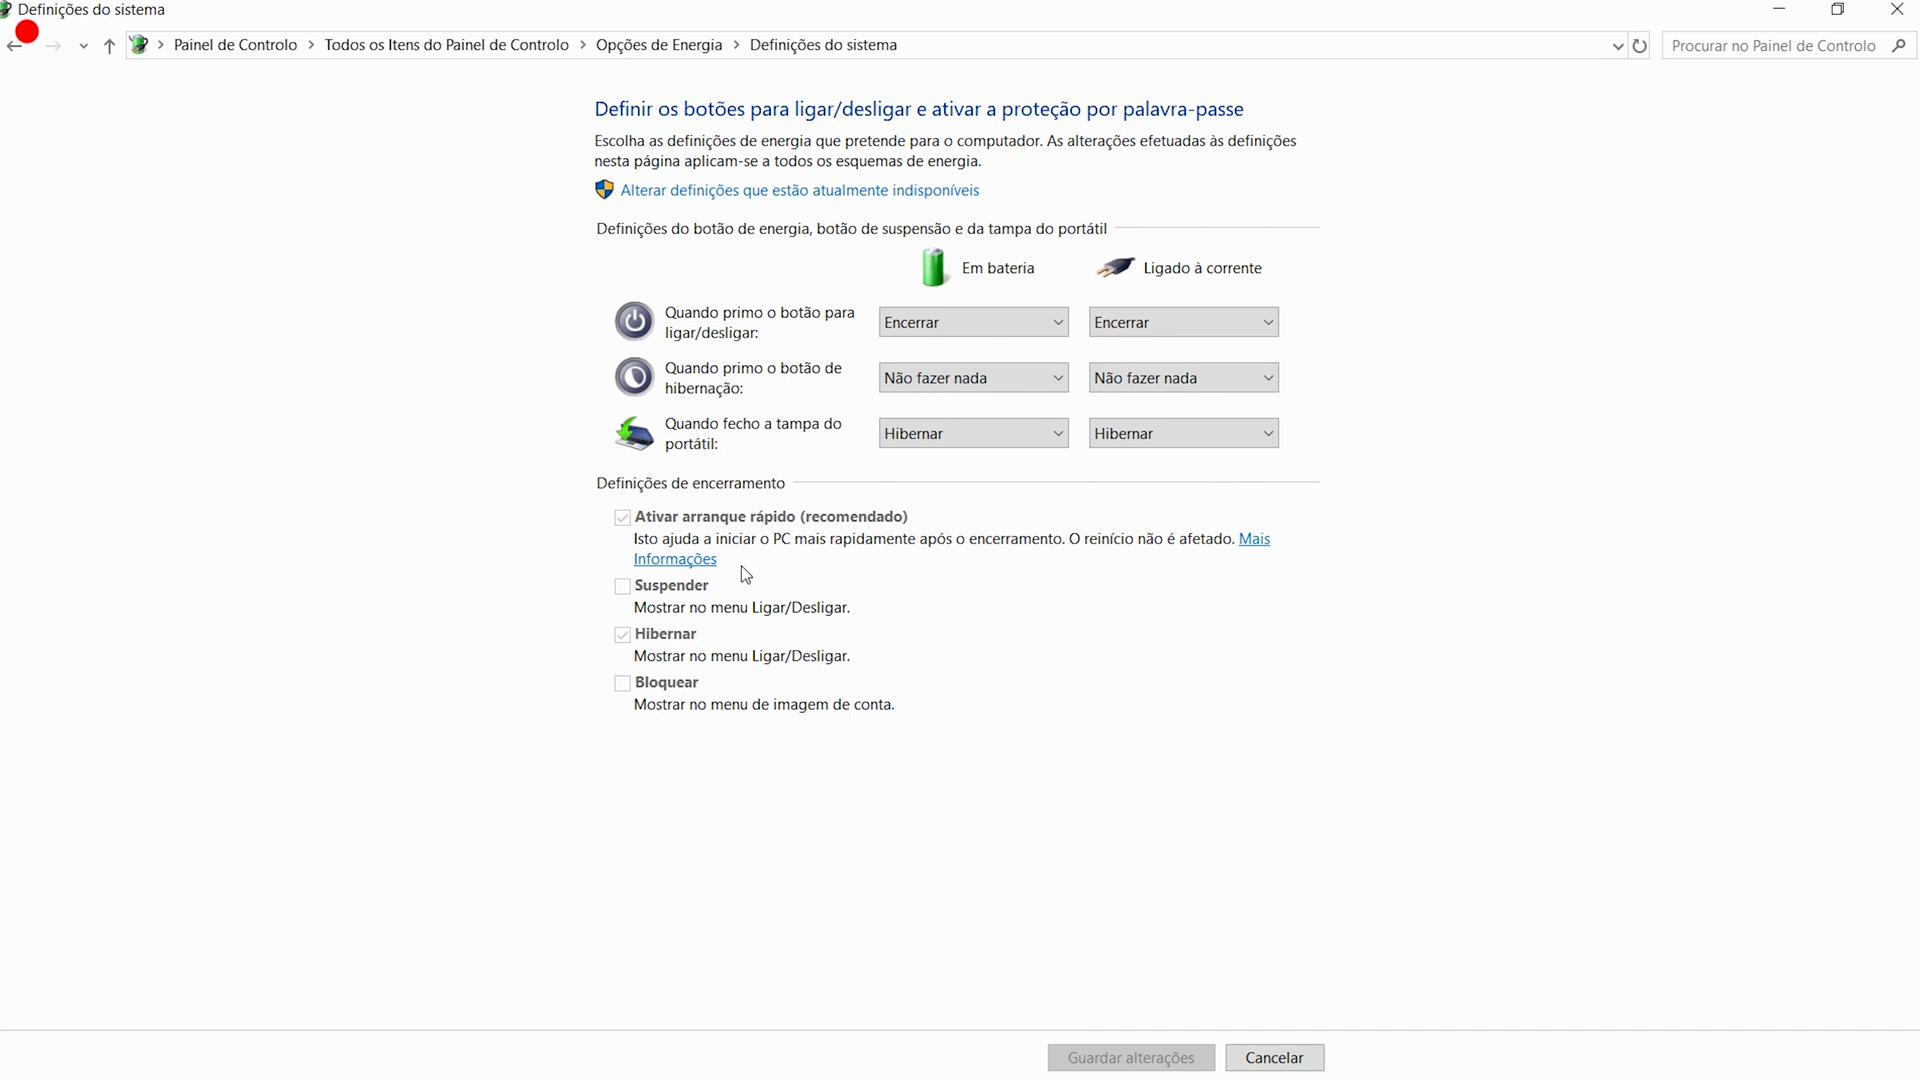 Definições do sistema
Painel de Controlo > Todos os Itens do Painel de Controlo > Opções de Energia > Definições do sistema
Procurar no Painel de Controlo
Definir os botões para ligar/desligar e ativar a proteção por palavra-passe
Escolha as definições de energia que pretende para o computador. As alterações efetuadas às definições
nesta página aplicam-se a todos os esquemas de energia.
Alterar definições que estão atualmente indisponíveis
Definições do botão de energia, botão de suspensão e da tampa do portátil
Em bateria
Ligado à corrente
Quando primo o botão para
ligar/desligar:
Encerrar
Encerrar
Quando primo o botão de
hibernação:
Não fazer nada
Não fazer nada
Quando fecho a tampa do
portátil:
Hibernar
Hibernar
Definições de encerramento
Ativar arranque rápido (recomendado)
Isto ajuda a iniciar o PC mais rapidamente após o encerramento. O reinício não é afetado. Mais
Informações
Suspender
Mostrar no menu Ligar/Desligar.
Hibernar
Mostrar no menu Ligar/Desligar.
Bloquear
Mostrar no menu de imagem de conta.
Guardar alterações
Cancelar